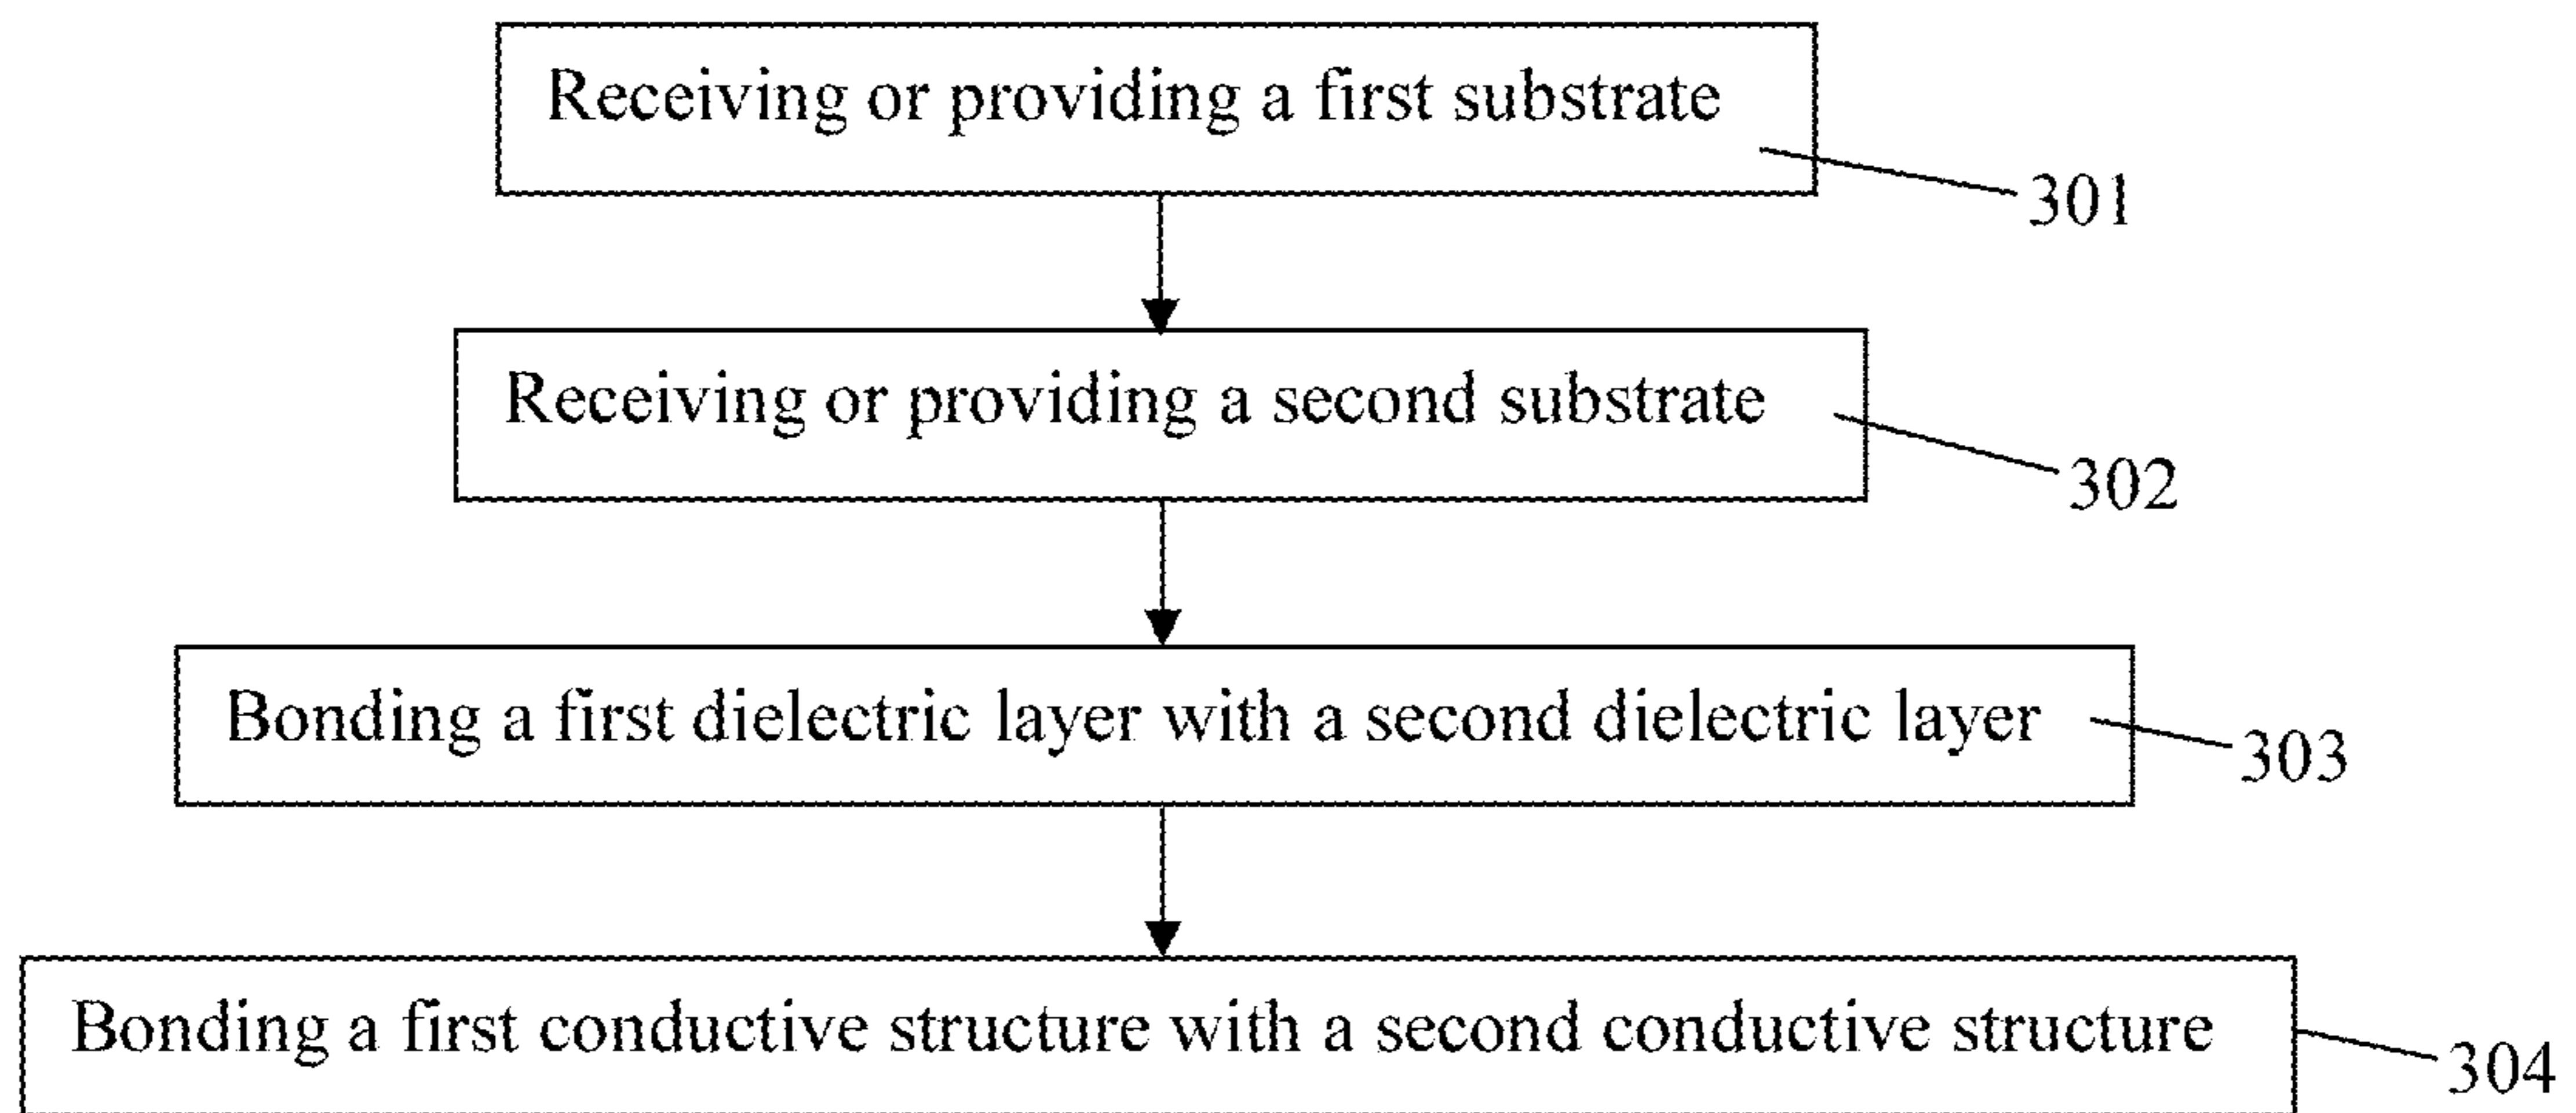 Receiving or providing a first substrate
301
Receiving or providing a second substrate
302
Bonding a first dielectric layer with a second dielectric layer
303
Bonding a first conductive structure with a second conductive structure
304